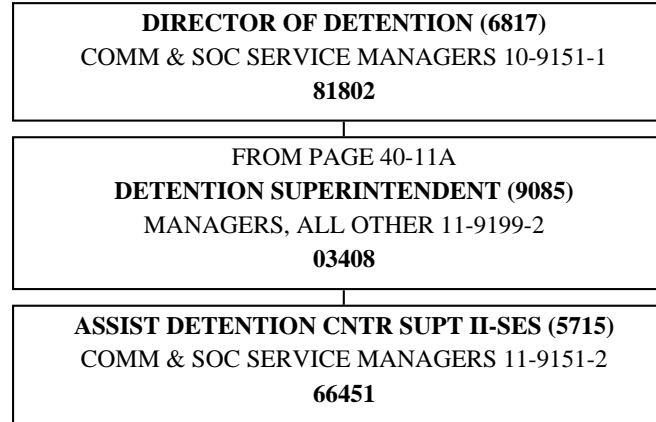 DIRECTOR OF DETENTION (6817)
COMM & SOC SERVICE MANAGERS 10-9151-1
81802
FROM PAGE 40-11A
DETENTION SUPERINTENDENT (9085)
MANAGERS, ALL OTHER 11-9199-2
03408
ASSIST DETENTION CNTR SUPT II-SES (5715)
COMM & SOC SERVICE MANAGERS 11-9151-2
66451